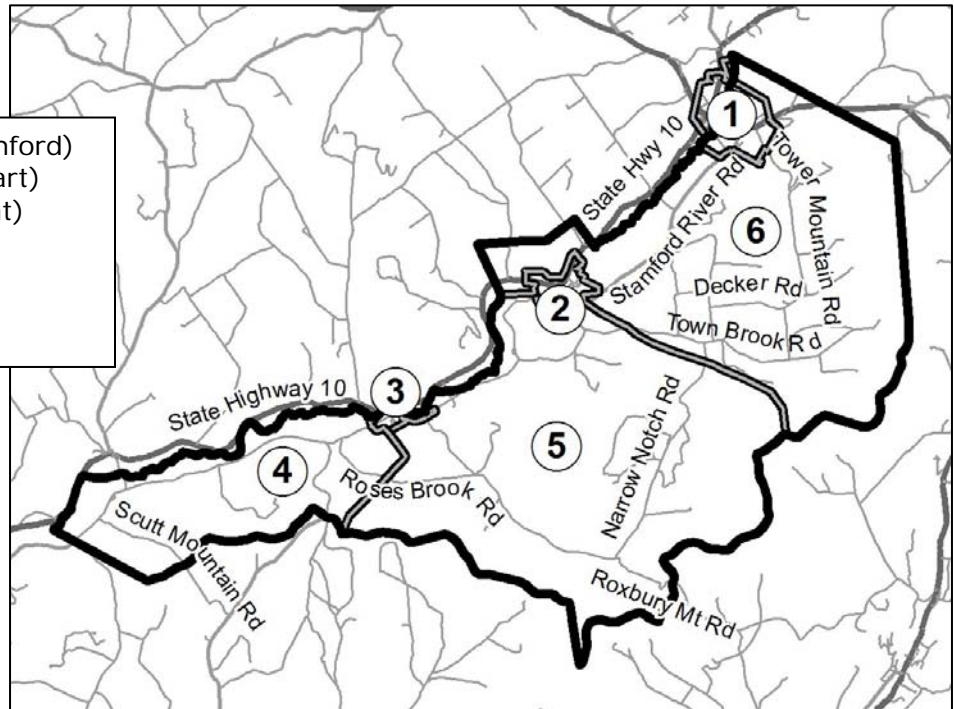 nford)
art)
t)
1
State Hwy 10
Tower Mountain Rd
Stamford River Rd
6
Decker Rd
2
Town Brook Rd
3
State Highway 10
Narrow Notch Rd
5
4
Roses Brook Rd
Scutt Mountain Rd
Roxbury Mt Rd